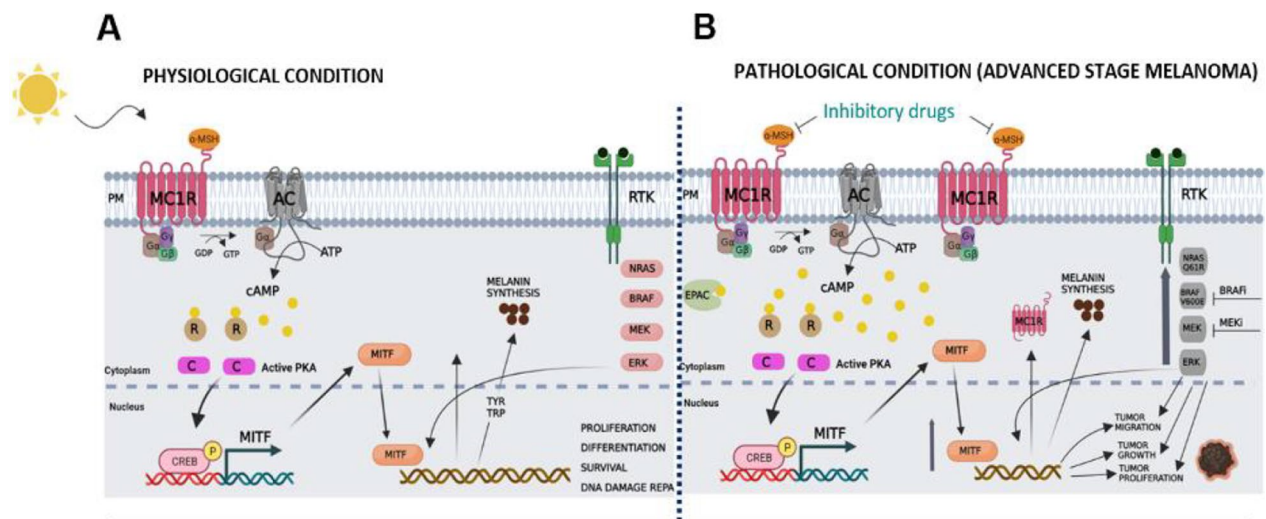 A
PHYSIOLOGICAL CONDITION
α-MSH
PM
MC1R
AC
RTK
Gα
Gγ
Gβ
GDP
GTP
Gα
ATP
cAMP
NRAS
BRAF
MEK
ERK
MELANIN
SYNTHESIS
R
R
C
C
Active PKA
MITF
Cytoplasm
Nucleus
TYR
TRP
CREB
P
MITF
MITF
PROLIFERATION
DIFFERENTIATION
SURVIVAL
DNA DAMAGE REPA
B
PATHOLOGICAL CONDITION (ADVANCED STAGE MELANOMA)
Inhibitory drugs
α-MSH
α-MSH
PM
MC1R
AC
MC1R
RTK
Gα
Gγ
Gβ
GDP
GTP
Gα
ATP
Gα
Gγ
Gβ
NRAS
Q61R
EPAC
cAMP
MELANIN
SYNTHESIS
BRAF
V600E
BRAFi
R
R
MC1R
MEK
MEKi
C
C
Active PKA
MITF
ERK
Cytoplasm
Nucleus
CREB
P
MITF
MITF
TUMOR
MIGRATION
TUMOR
GROWTH
TUMOR
PROLIFERATION